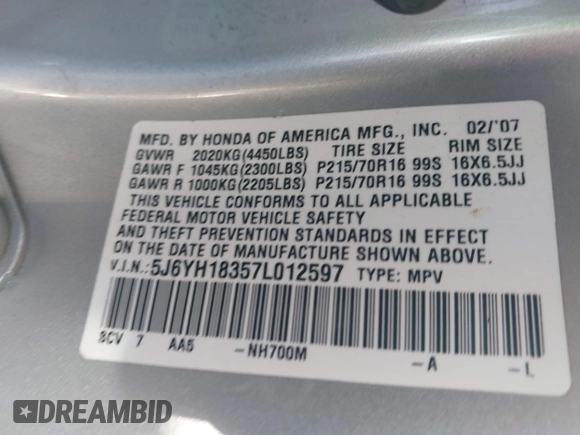 MFD. BY HONDA OF AMERICA MFG., INC. 02/'07
GVWR 2020KG(4450LBS) TIRE SIZE RIM SIZE
GAWR F 1045KG(2300LBS) P215/70R16 99S 16X6.5JJ
GAWR R 1000KG(2205LBS) P215/70R16 99S 16X6.5JJ
THIS VEHICLE CONFORMS TO ALL APPLICABLE
FEDERAL MOTOR VEHICLE SAFETY
AND THEFT PREVENTION STANDARDS IN EFFECT
ON THE DATE OF MANUFACTURE SHOWN ABOVE.
V.I.N.:5J6YH18357L012597 TYPE: MPV
SCV 7 AA5 -NH700M -A -L
DREAMBID